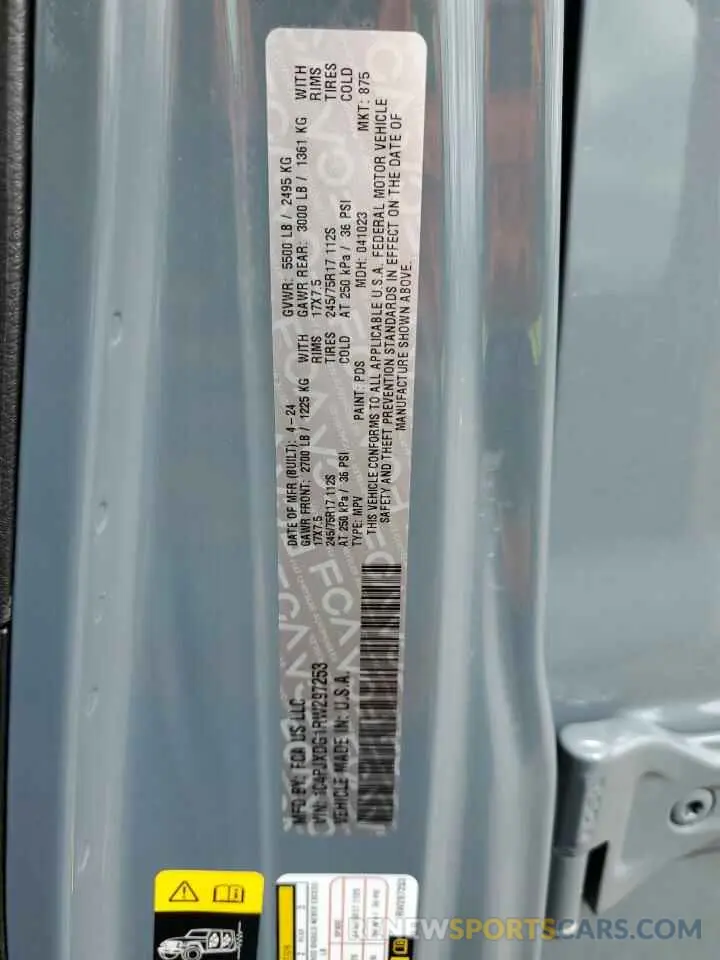 MFD BY: FCA US LLC
VIN: 1C4PJXDG1RW297253
VEHICLE MADE IN: U.S.A.
DATE OF MFR (BUILT): 4-24
GAWR FRONT: 2700 LB / 1225 KG WITH
17X7.5 RIMS
245/75R17 112S TIRES
AT 250 kPa / 36 PSI COLD
TYPE: MPV PAINT: PDS
GVWR: 5500 LB / 2495 KG
GAWR REAR: 3000 LB / 1361 KG WITH
17X7.5 RIMS
245/75R17 112S TIRES
AT 250 kPa / 36 PSI COLD
MDH: 041023 MKT: 875
THIS VEHICLE CONFORMS TO ALL APPLICABLE U.S.A. FEDERAL MOTOR VEHICLE
SAFETY AND THEFT PREVENTION STANDARDS IN EFFECT ON THE DATE OF
MANUFACTURE SHOWN ABOVE.
RW297253
NEWSPORTSCARS.COM